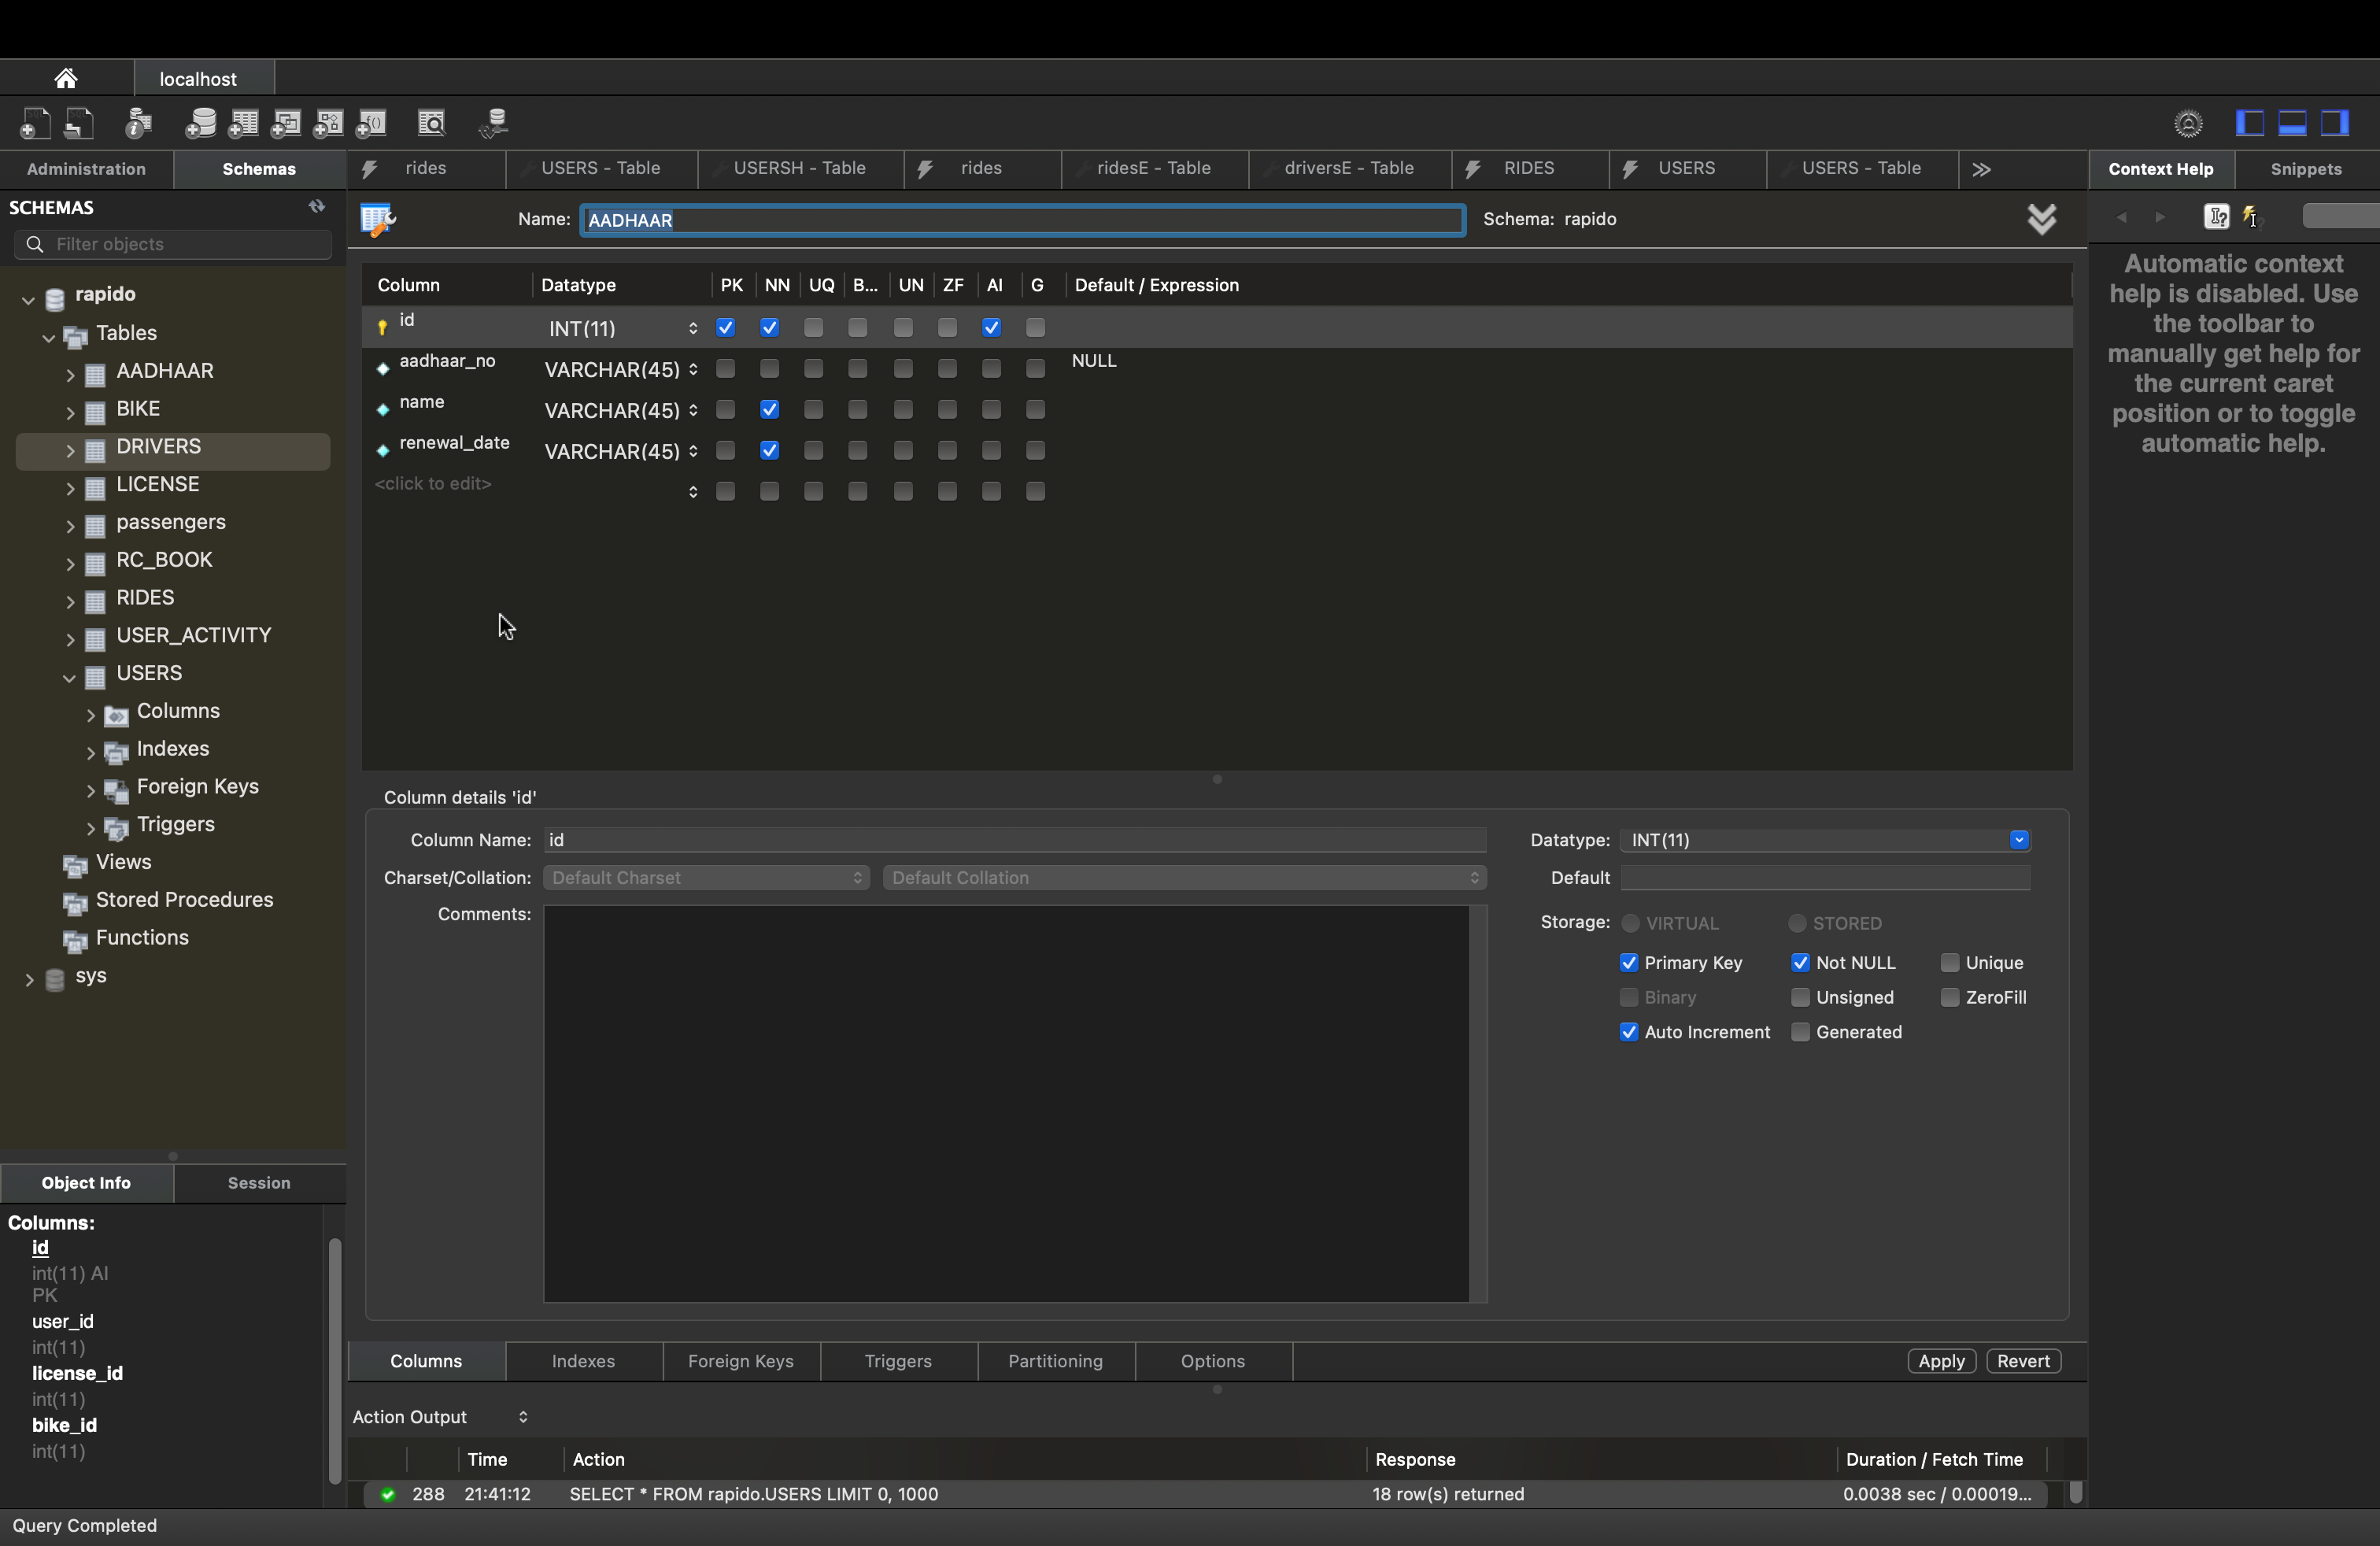 localhost
Administration
Schemas
rides
USERS - Table
USERSH - Table
rides
ridesE - Table
driversE - Table
RIDES
USERS
USERS - Table
Context Help
Snippets
SCHEMAS
Filter objects
rapido
Tables
AADHAAR
BIKE
DRIVERS
LICENSE
passengers
RC_BOOK
RIDES
USER_ACTIVITY
USERS
Columns
Indexes
Foreign Keys
Triggers
Views
Stored Procedures
Functions
sys
Object Info
Session
Columns:
id
int(11) AI
PK
user_id
int(11)
license_id
int(11)
bike_id
int(11)
Name: AADHAAR Schema: rapido
Column Datatype PK NN UQ B... UN ZF AI G Default / Expression
id INT(11)
aadhaar_no VARCHAR(45) NULL
name VARCHAR(45)
renewal_date VARCHAR(45)
<click to edit>
Column details 'id'
Column Name: id
Charset/Collation: Default Charset Default Collation
Comments:
Datatype: INT(11)
Default
Storage: VIRTUAL STORED
Primary Key Not NULL Unique
Binary Unsigned ZeroFill
Auto Increment Generated
Columns Indexes Foreign Keys Triggers Partitioning Options Apply Revert
Action Output
Time Action Response Duration / Fetch Time
288 21:41:12 SELECT * FROM rapido.USERS LIMIT 0, 1000 18 row(s) returned 0.0038 sec / 0.00019...
Automatic context
help is disabled. Use
the toolbar to
manually get help for
the current caret
position or to toggle
automatic help.
Query Completed